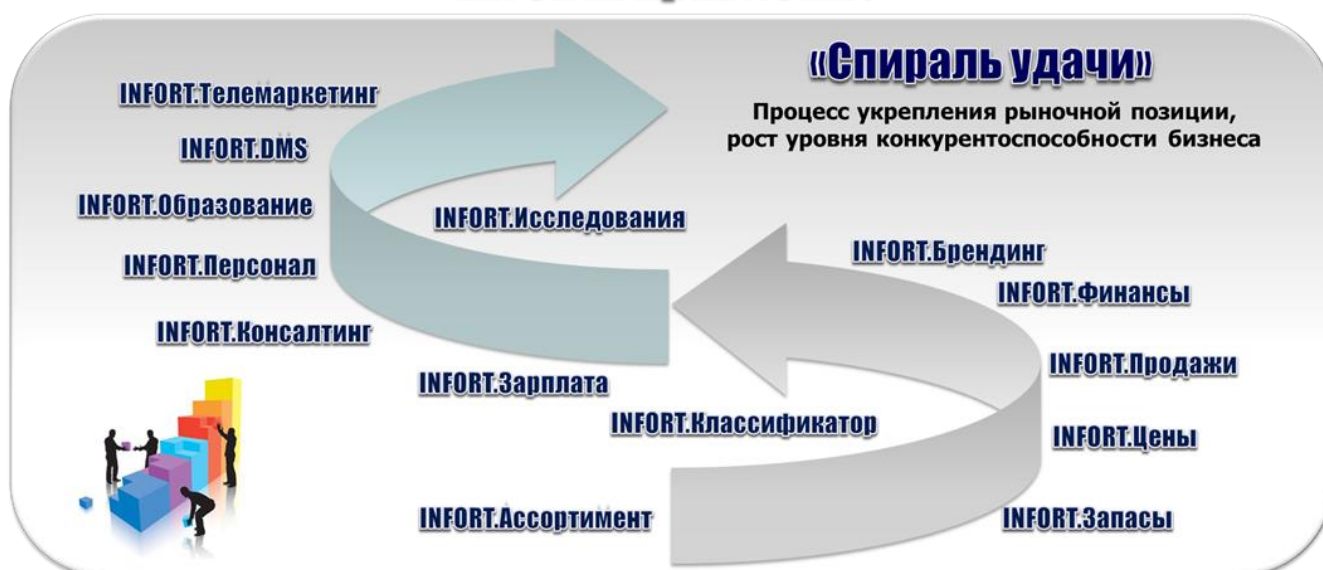 «Спираль удачи»
Процесс укрепления рыночной позиции,
рост уровня конкурентоспособности бизнеса
INFORT.Телемаркетинг
INFORT.DMS
INFORT.Образование
INFORT.Исследования
INFORT.Персонал
INFORT.Брендинг
INFORT.Финансы
INFORT.Консалтинг
INFORT.Продажи
INFORT.Зарплата
INFORT.Классификатор
INFORT.Цены
INFORT.Ассортимент
INFORT.Запасы